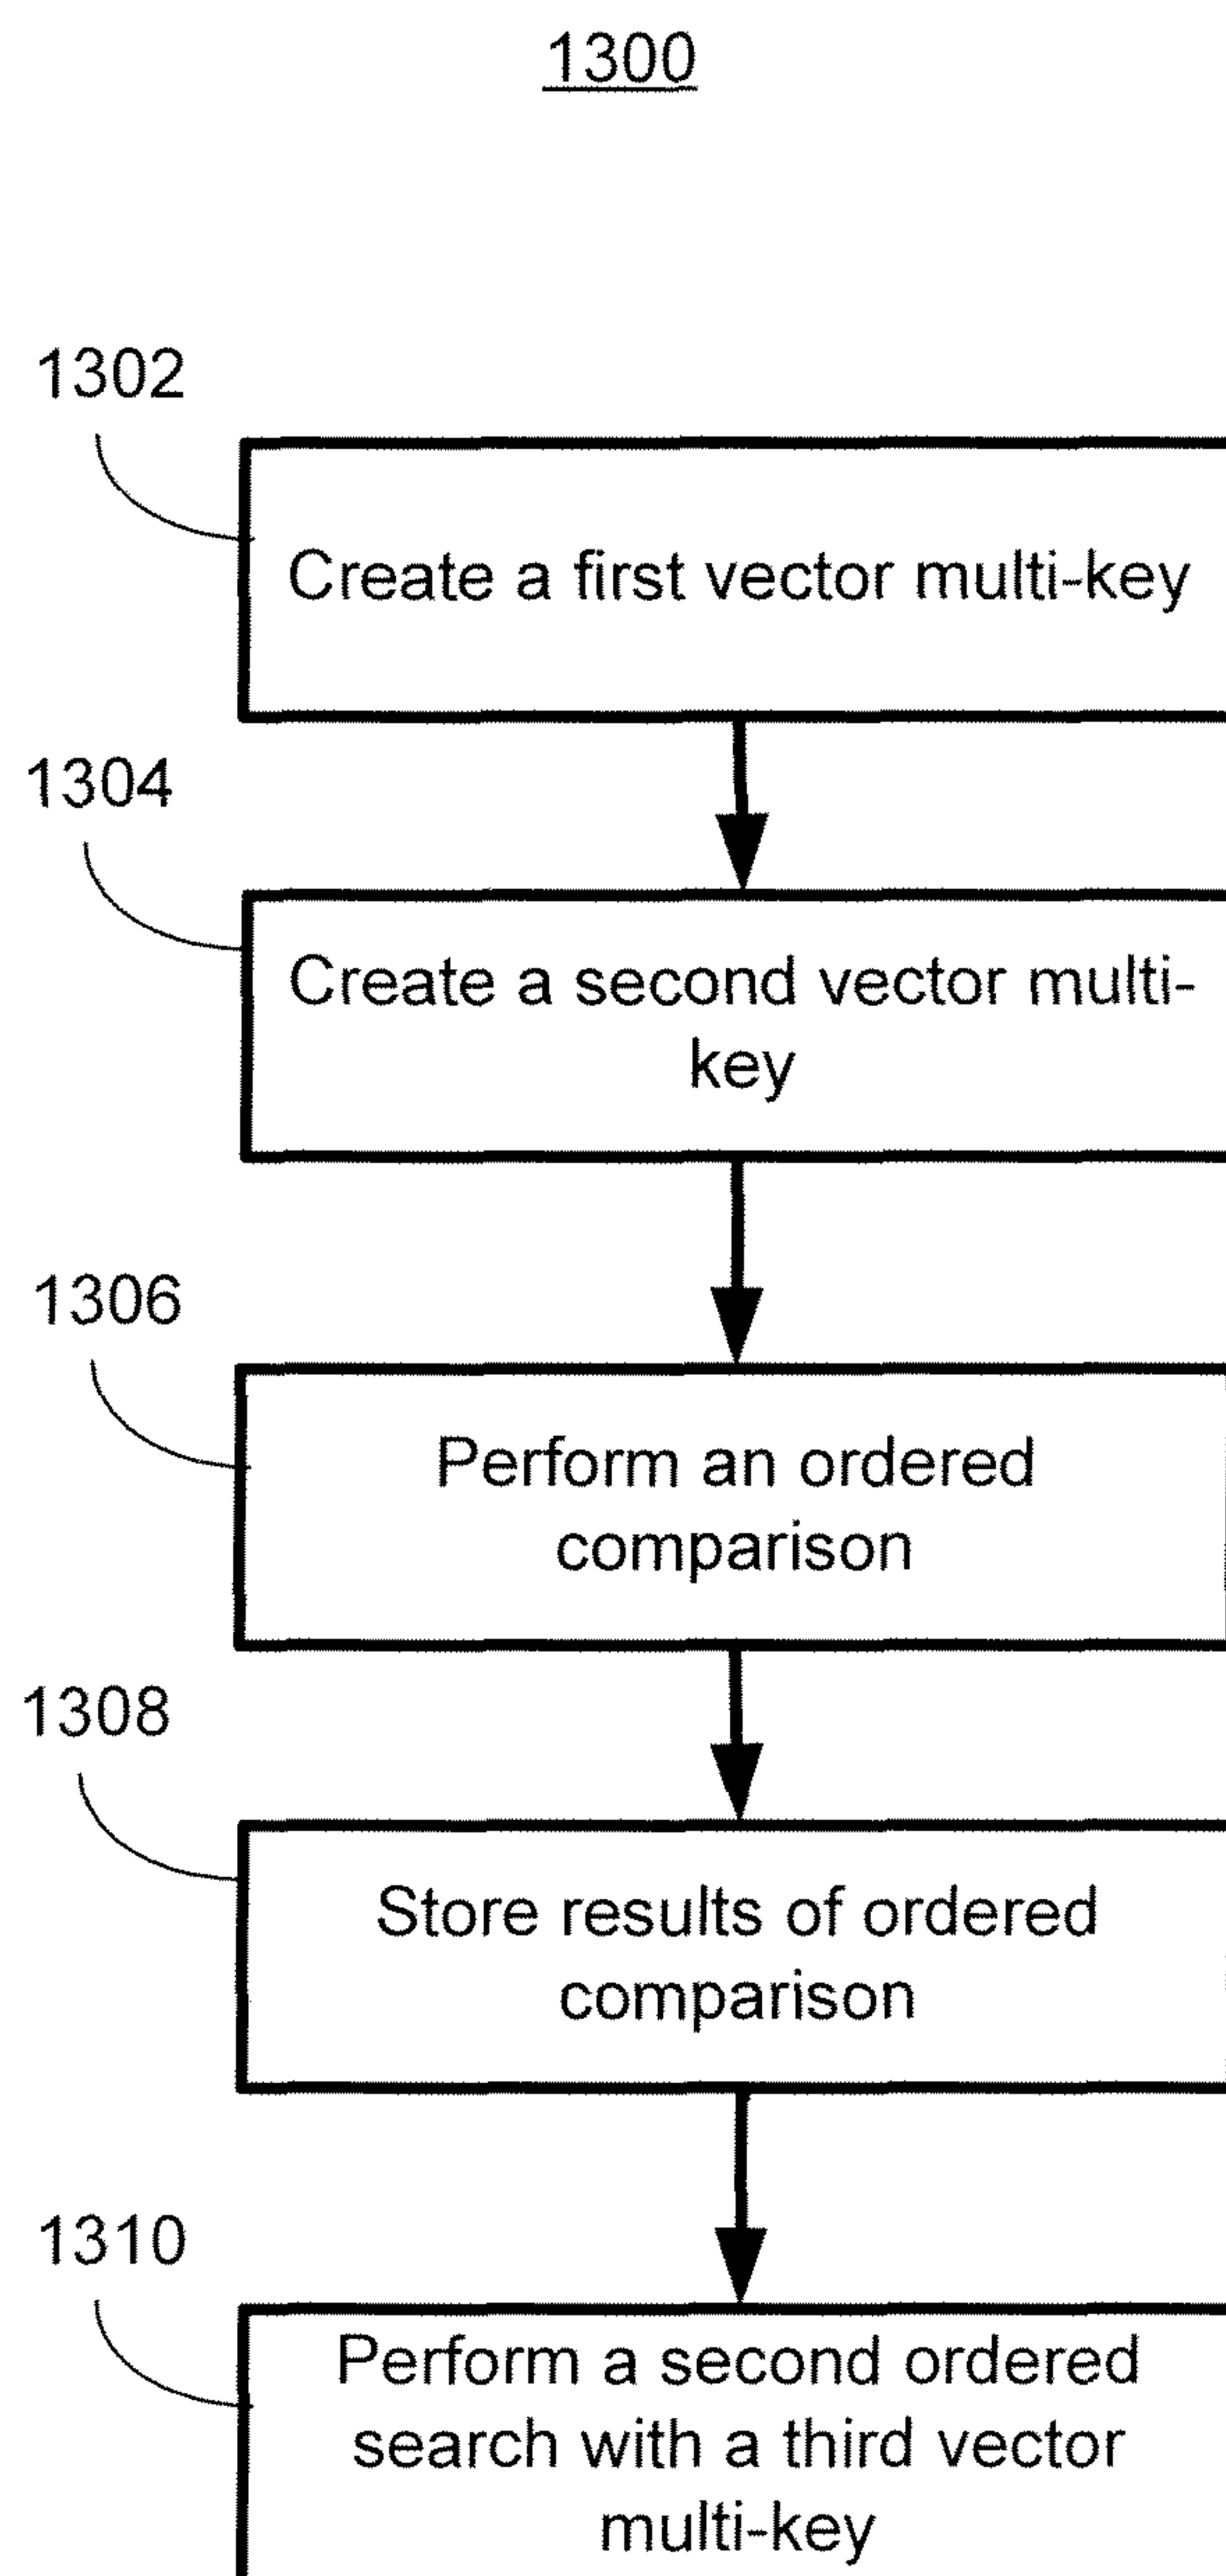 1300
1302
Create a first vector multi-key
1304
Create a second vector multi-
key
1306
Perform an ordered
comparison
1308
Store results of ordered
comparison
1310
Perform a second ordered
search with a third vector
multi-key